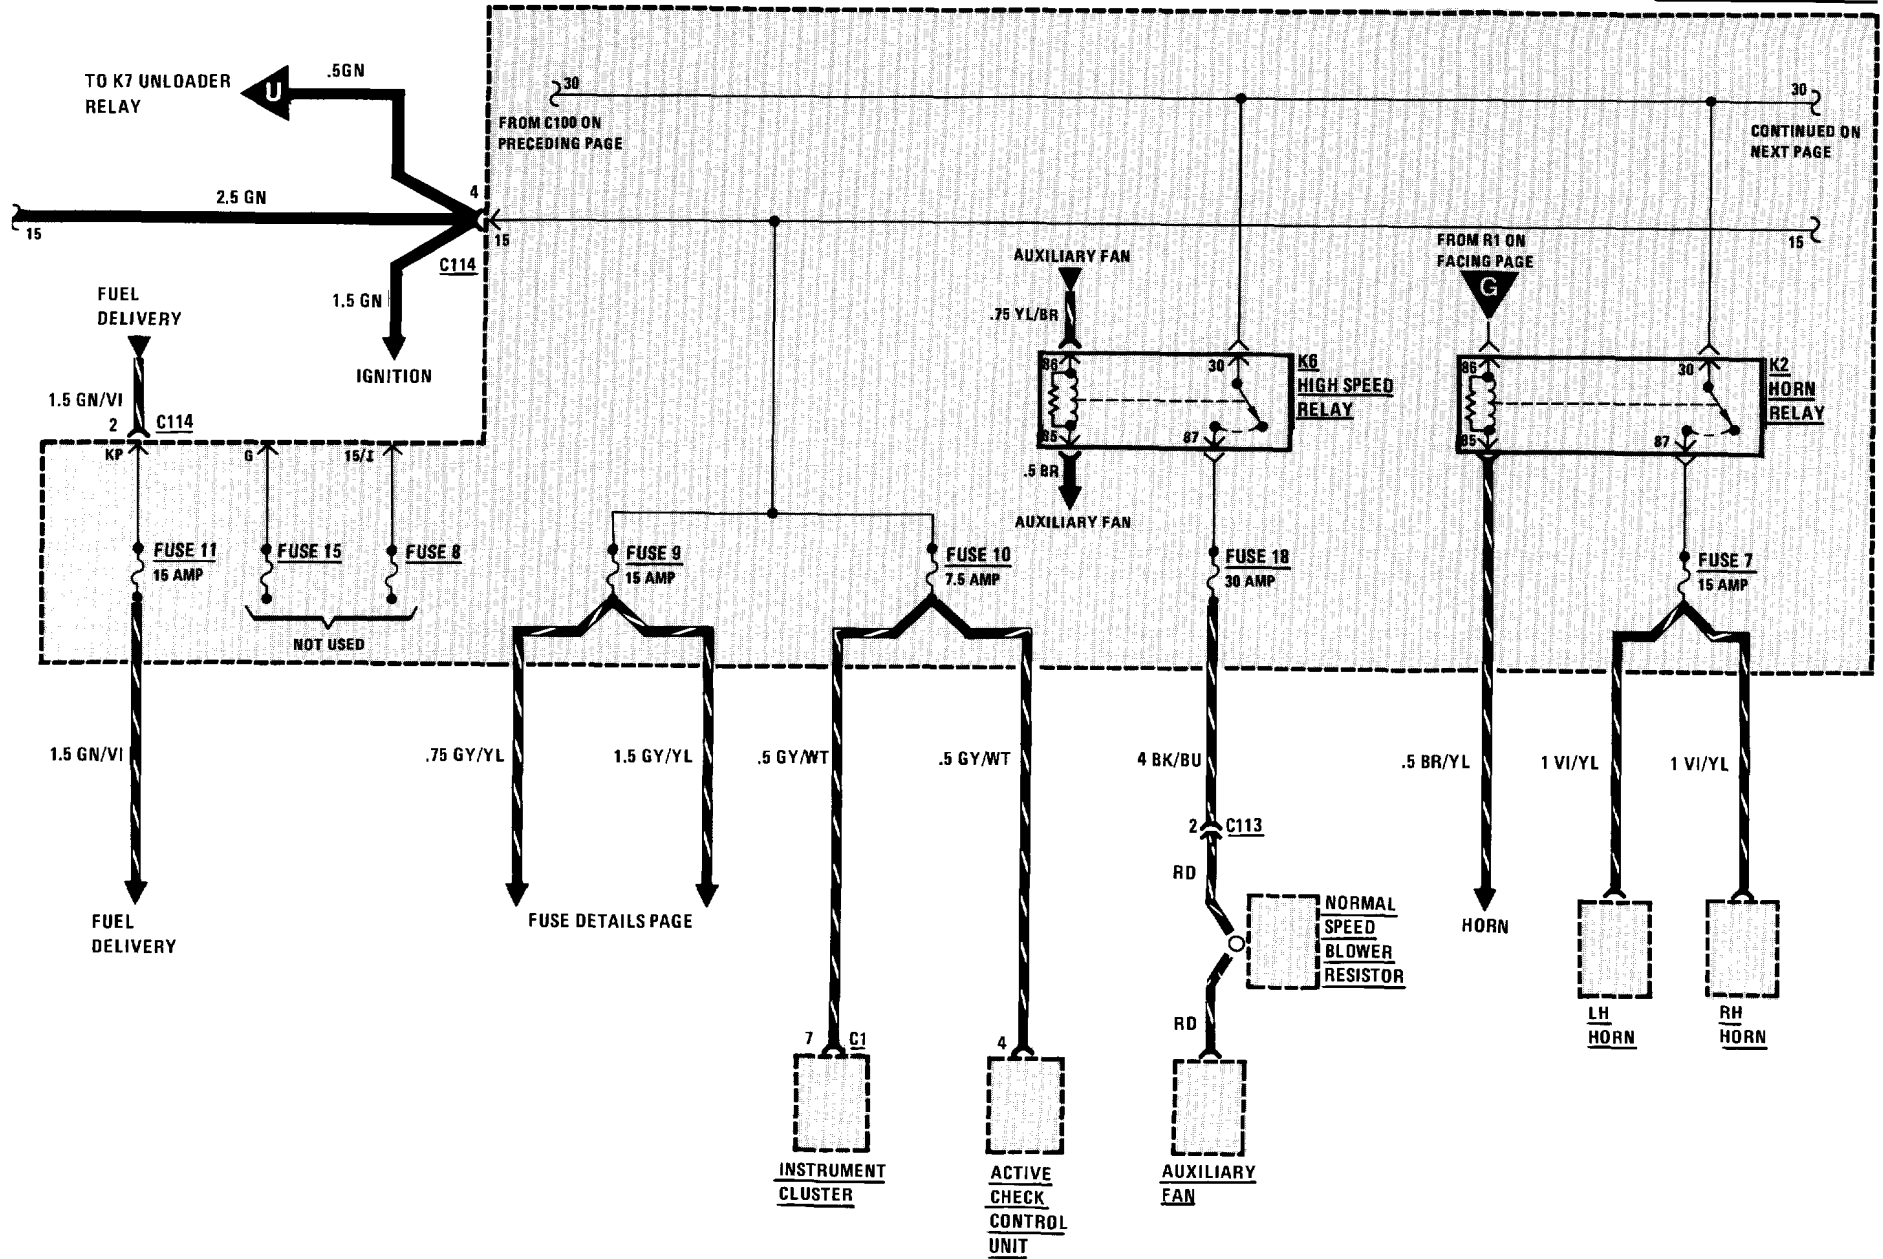 TO K7 UNLOADER
RELAY
U
.5GN
30
FROM C100 ON
PRECEDING PAGE
30
CONTINUED ON
NEXT PAGE
2.5 GN
4
15
15
C114
15
1.5 GN
IGNITION
FUEL
DELIVERY
1.5 GN/VI
2
C114
KP
G
15/I
AUXILIARY FAN
.75 YL/BR
86
30
K6
HIGH SPEED
RELAY
85
87
.5 BR
AUXILIARY FAN
FROM R1 ON
FACING PAGE
G
86
30
K2
HORN
RELAY
85
87
FUSE 11
15 AMP
FUSE 15
FUSE 8
NOT USED
FUSE 9
15 AMP
FUSE 10
7.5 AMP
FUSE 18
30 AMP
FUSE 7
15 AMP
1.5 GN/VI
.75 GY/YL
1.5 GY/YL
.5 GY/WT
.5 GY/WT
4 BK/BU
.5 BR/YL
1 VI/YL
1 VI/YL
2
C113
RD
FUEL
DELIVERY
FUSE DETAILS PAGE
NORMAL
SPEED
BLOWER
RESISTOR
HORN
RD
LH
HORN
RH
HORN
7
C1
4
INSTRUMENT
CLUSTER
ACTIVE
CHECK
CONTROL
UNIT
AUXILIARY
FAN